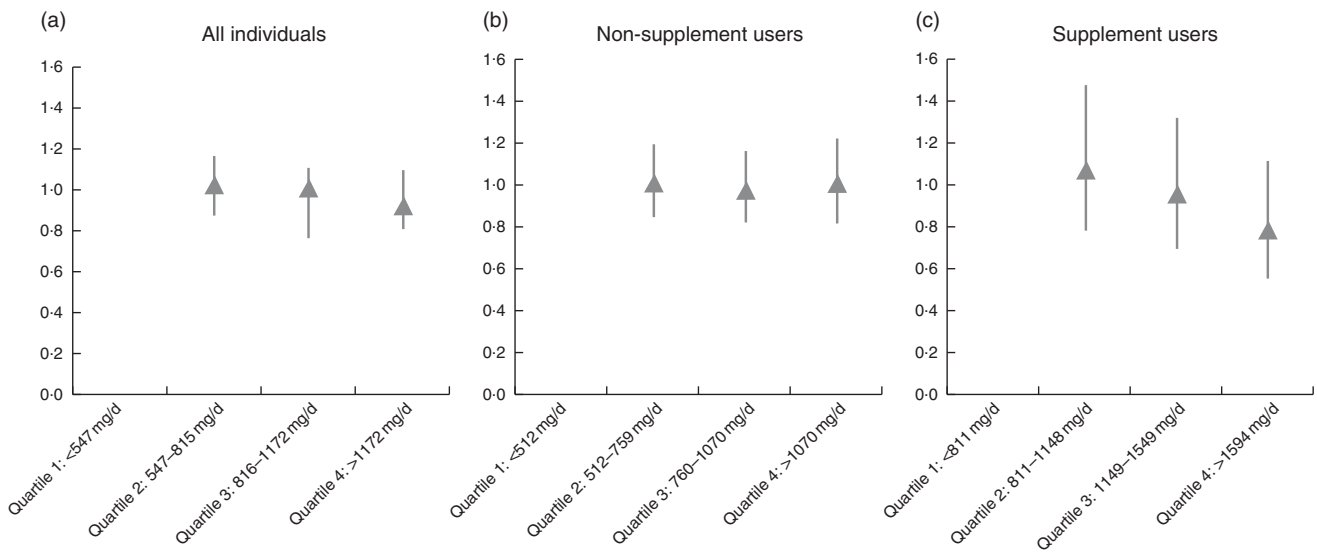 (a)
All individuals
1·6
1·4
1·2
1·0
0·8
0·6
0·4
0·2
0·0
Quartile 1: <547 mg/d
Quartile 2: 547–815 mg/d
Quartile 3: 816–1172 mg/d
Quartile 4: >1172 mg/d
(b)
Non-supplement users
1·6
1·4
1·2
1·0
0·8
0·6
0·4
0·2
0·0
Quartile 1: <512 mg/d
Quartile 2: 512–759 mg/d
Quartile 3: 760–1070 mg/d
Quartile 4: >1070 mg/d
(c)
Supplement users
1·6
1·4
1·2
1·0
0·8
0·6
0·4
0·2
0·0
Quartile 1: <811 mg/d
Quartile 2: 811–1148 mg/d
Quartile 3: 1149–1549 mg/d
Quartile 4: >1594 mg/d